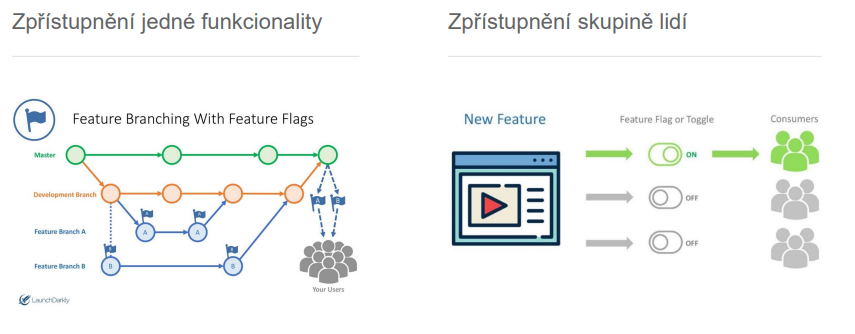 Zpřístupnění jedné funkcionality
Feature Branching With Feature Flags
Master
Development Branch
Feature Branch A
A
A
Feature Branch B
B
B
A
B
Your Users
LaunchDarkly
Zpřístupnění skupině lidí
New Feature
Feature Flag or Toggle
Consumers
ON
OFF
OFF